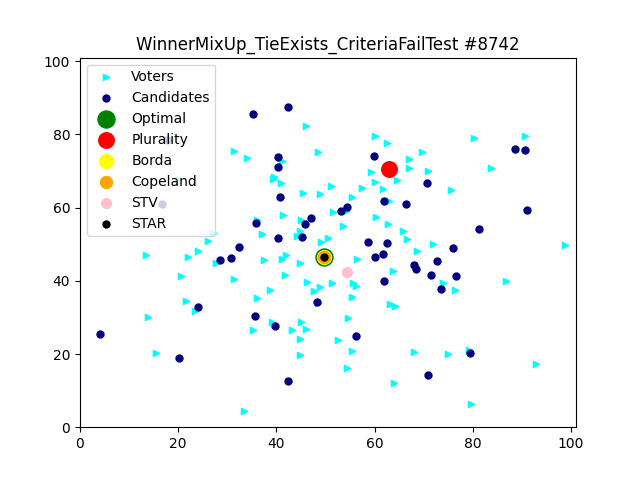 WinnerMixUp_TieExists_CriteriaFailTest #8742
Voters
Candidates
Optimal
Plurality
Borda
Copeland
STV
STAR
100
80
60
40
20
0
0 20 40 60 80 100